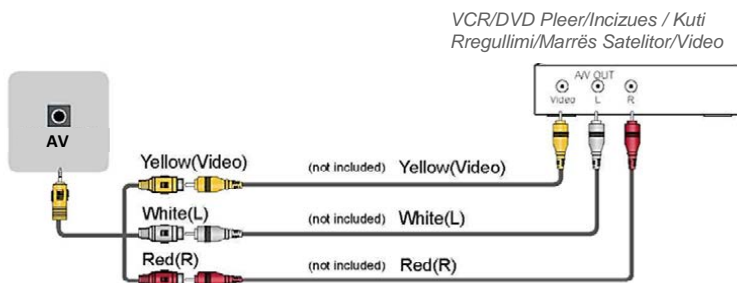 VCR/DVD Pleer/Incizues / Kuti
Rregullimi/Marrës Satelitor/Video
A/V OUT
Video L R
AV
Yellow(Video) (not included) Yellow(Video)
White(L) (not included) White(L)
Red(R) (not included) Red(R)